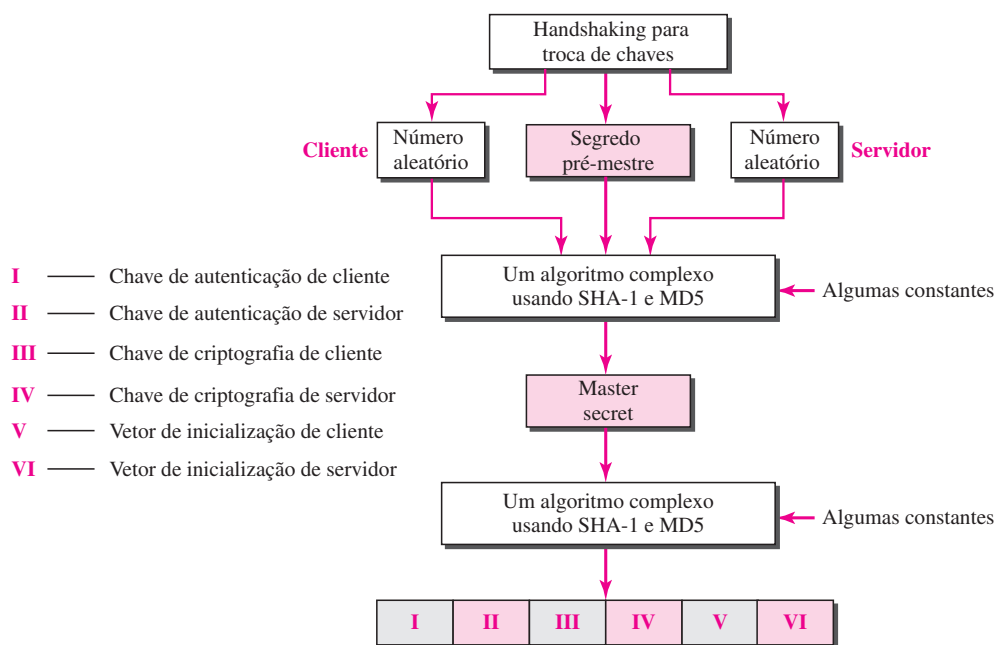 Handshaking para
troca de chaves
Cliente
Número
aleatório
Segredo
pré-mestre
Número
aleatório
Servidor
Um algoritmo complexo
usando SHA-1 e MD5
Algumas constantes
I Chave de autenticação de cliente
II Chave de autenticação de servidor
III Chave de criptografia de cliente
IV Chave de criptografia de servidor
V Vetor de inicialização de cliente
VI Vetor de inicialização de servidor
Master
secret
Um algoritmo complexo
usando SHA-1 e MD5
Algumas constantes
I II III IV V VI